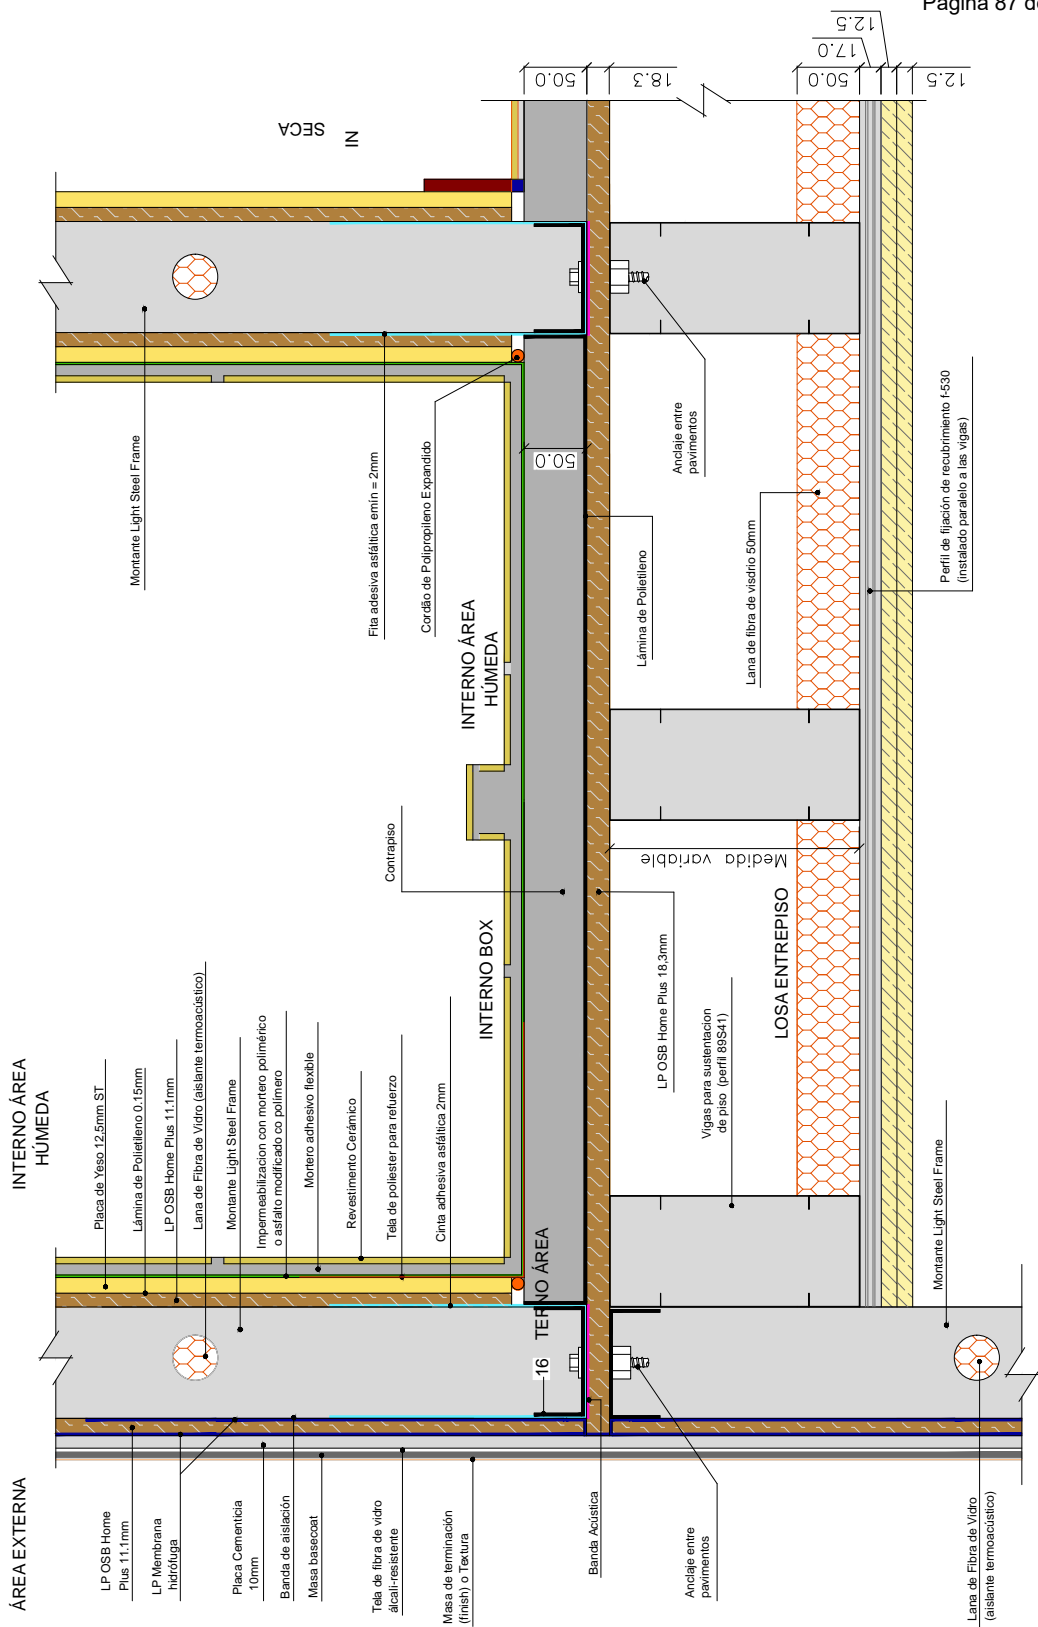 Página 87 d
12.5
17.0
50.0
18.3
50.0
12.5
IN
SECA
Montante Light Steel Frame
Fita adesiva asfáltica emin = 2mm
Cordão de Polipropileno Expandido
INTERNO ÁREA
HÚMEDA
50.0
Anclaje entre
pavimentos
Lámina de Polietileno
Lana de fibra de visdrio 50mm
Perfil de fijación de recubrimiento f-530
(instalado paralelo a las vigas)
Contrapiso
INTERNO BOX
Medida variable
LOSA ENTREPISO
LP OSB Home Plus 18,3mm
Vigas para sustentacion
de piso (perfil 89S41)
Montante Light Steel Frame
INTERNO ÁREA
HÚMEDA
Placa de Yeso 12,5mm ST
Lámina de Polietileno 0.15mm
LP OSB Home Plus 11.1mm
Lana de Fibra de Vidro (aislante termoacústico)
Montante Light Steel Frame
Impermeabilizacion con mortero polimérico
o asfalto modificado co polímero
Mortero adhesivo flexible
Revestimento Cerámico
Tela de poliester para refuerzo
Cinta adhesiva asfáltica 2mm
TERNO ÁREA
16
ÁREA EXTERNA
LP OSB Home
Plus 11.1mm
LP Membrana
hidrófuga
Placa Cementicia
10mm
Banda de aislación
Masa basecoat
Tela de fibra de vidro
álcali-resistente
Masa de terminación
(finish) o Textura
Banda Acústica
Anclaje entre
pavimentos
Lana de Fibra de Vidro
(aislante termoacústico)